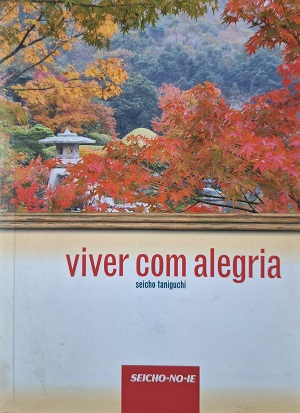 viver com alegria
seicho taniguchi
SEICHO-NO-IE